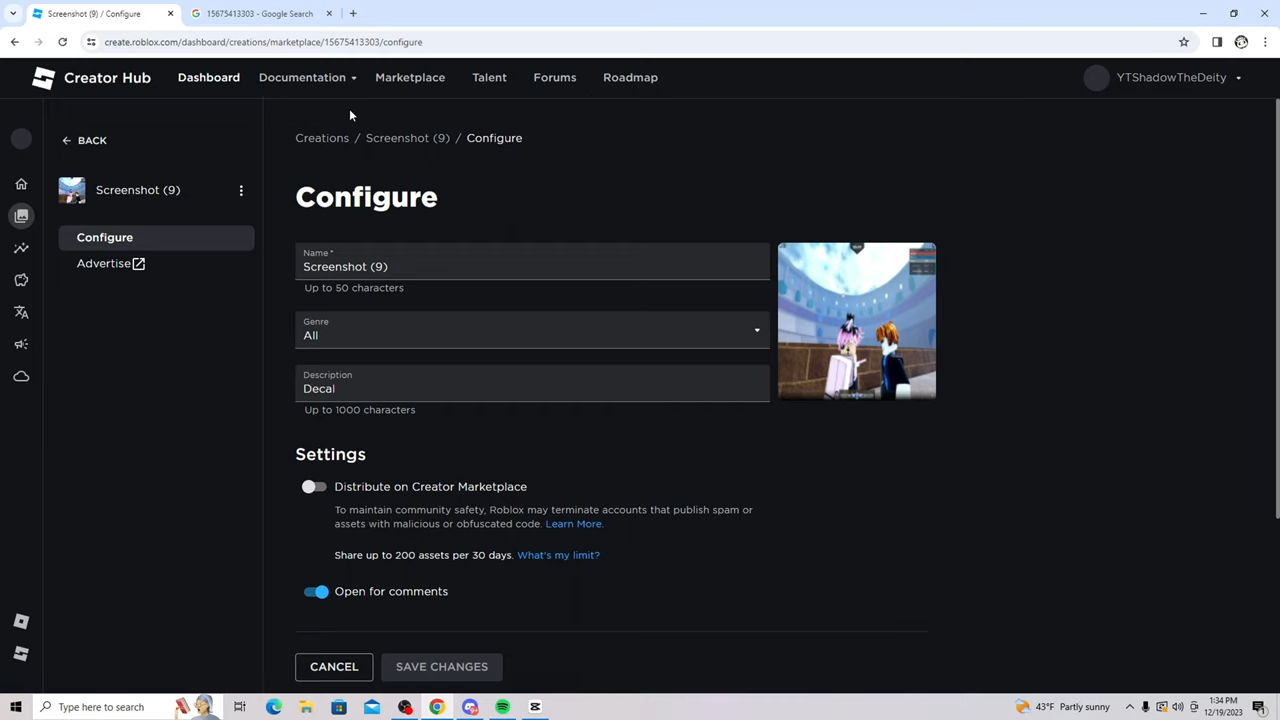 Screenshot (9) / Configure
15675413303 - Google Search
create.roblox.com/dashboard/creations/marketplace/15675413303/configure
Creator Hub
Dashboard
Documentation
Marketplace
Talent
Forums
Roadmap
YTShadowTheDeity
BACK
Screenshot (9)
Configure
Advertise
Creations / Screenshot (9) / Configure
Configure
Name *
Screenshot (9)
Up to 50 characters
Genre
All
Description
Decal
Up to 1000 characters
Settings
Distribute on Creator Marketplace
To maintain community safety, Roblox may terminate accounts that publish spam or
assets with malicious or obfuscated code. Learn More.
Share up to 200 assets per 30 days. What's my limit?
Open for comments
CANCEL
SAVE CHANGES
Type here to search
43°F Partly sunny
1:34 PM
12/19/2023